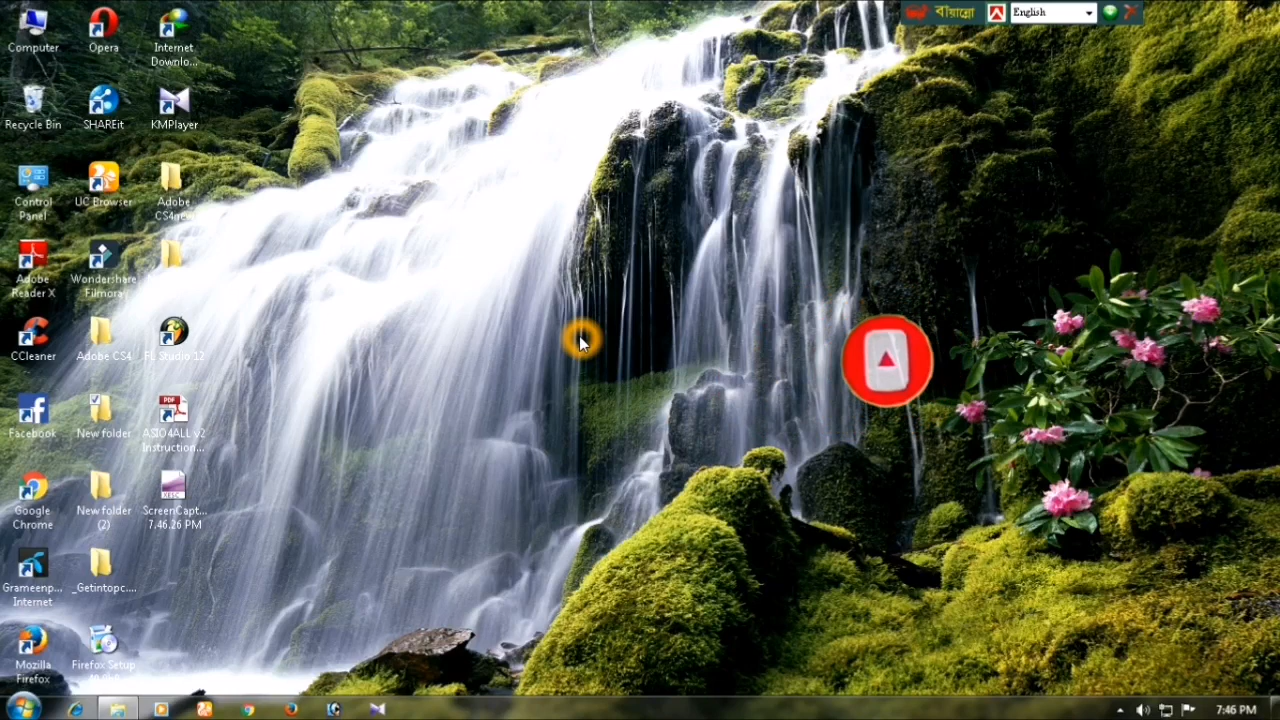 বায়ান্নো
English
Computer
Opera
Internet
Downlo...
Recycle Bin
SHAREit
KMPlayer
Control
Panel
UC Browser
Adobe
Adobe
Reader X
Wondershare
Filmora
CCleaner
Adobe CS4
FL Studio 12
Facebook
New folder
PDF
ASIO4ALL v2
Instruction...
Google
Chrome
New folder
(2)
XESC
ScreenCapt...
7.46.26 PM
Grameenp...
Internet
_Getintopc....
Mozilla
Firefox
Firefox Setup
7:46 PM